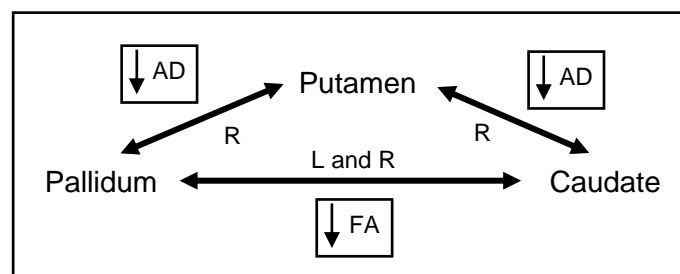 AD
AD
Putamen
R
R
L and R
Pallidum
Caudate
FA